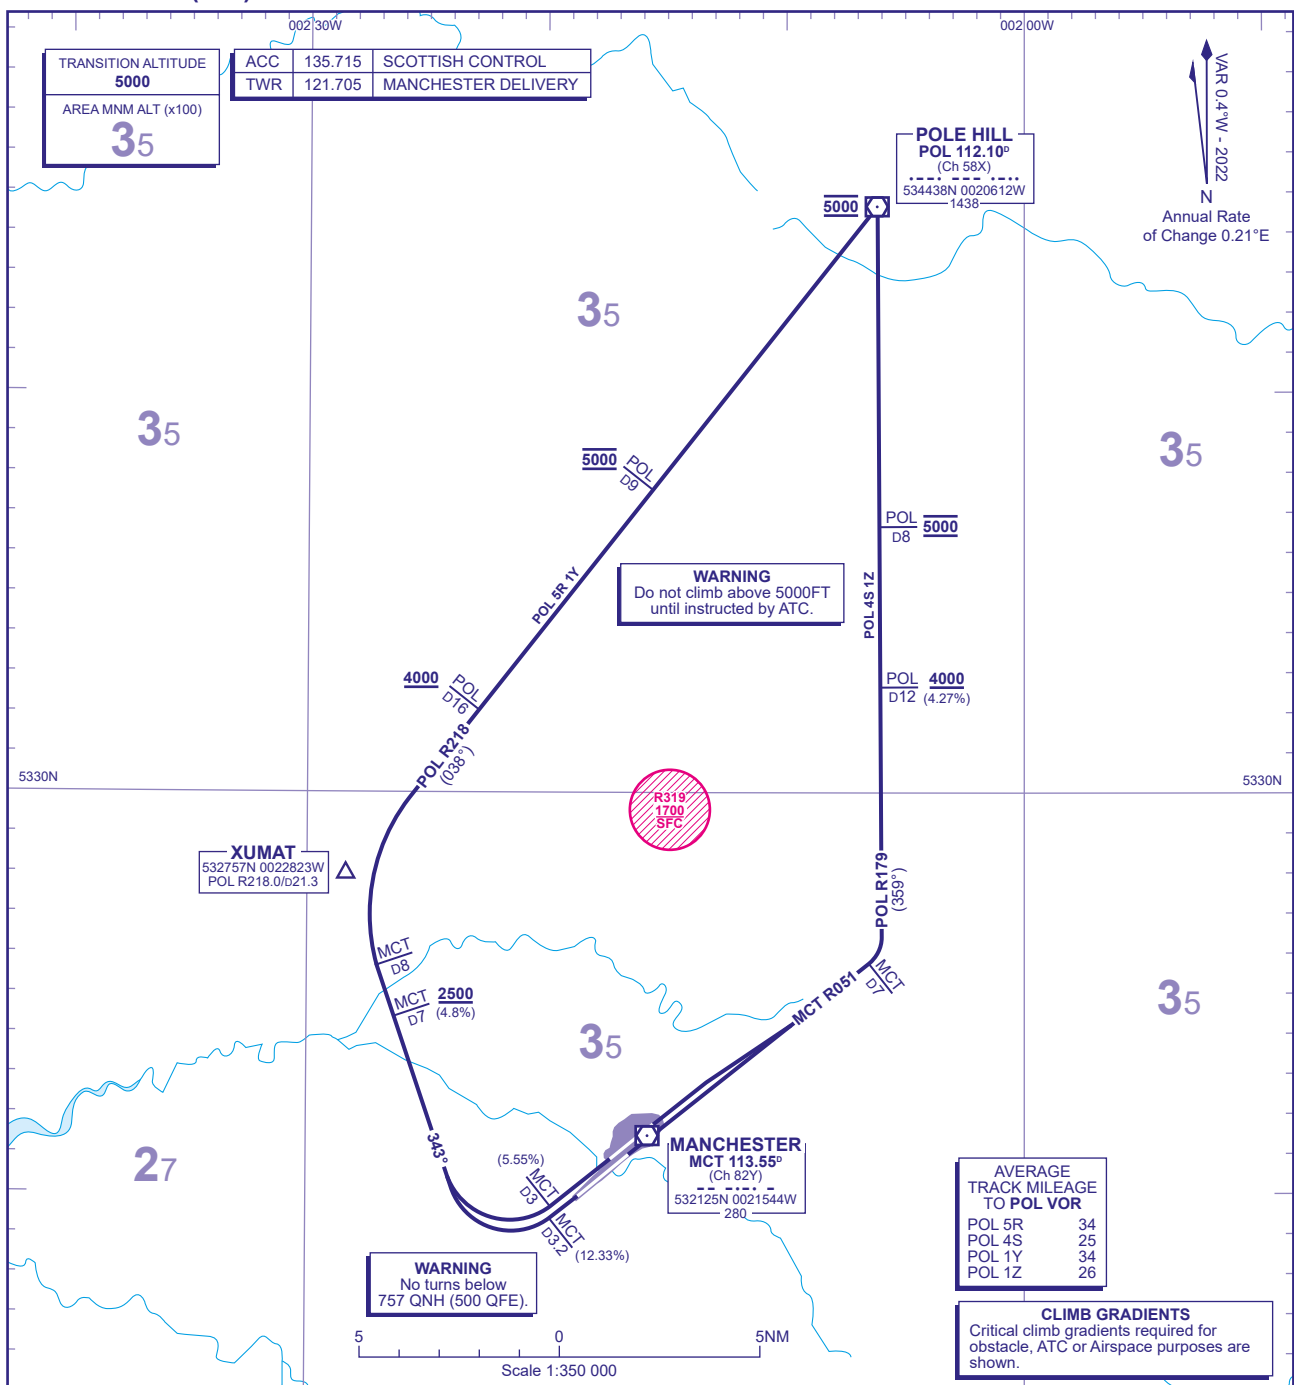 002 30W
002 00W
TRANSITION ALTITUDE
5000
AREA MNM ALT (x100)
35
ACC 135.715 SCOTTISH CONTROL
TWR 121.705 MANCHESTER DELIVERY
VAR 0.4°W - 2022
N
Annual Rate
of Change 0.21°E
POLE HILL
POL 112.10ᴰ
(Ch 58X)
534438N 0020612W
1438
5000
35
35
35
5000
POL
D9
POL
D8
5000
POL 5R 1Y
WARNING
Do not climb above 5000FT
until instructed by ATC.
POL 4S 1Z
4000
POL
D16
POL
D12
4000
(4.27%)
POL R218
(038°)
5330N
5330N
R319
1700
SFC
XUMAT
532757N 0022823W
POL R218.0/D21.3
POL R179
(359°)
MCT
D8
MCT
D7
2500
(4.8%)
MCT
D7
MCT R051
35
35
343°
27
(5.55%)
MCT
D3
MCT
D3.2
(12.33%)
MANCHESTER
MCT 113.55ᴰ
(Ch 82Y)
532125N 0021544W
280
AVERAGE
TRACK MILEAGE
TO POL VOR
POL 5R 34
POL 4S 25
POL 1Y 34
POL 1Z 26
WARNING
No turns below
757 QNH (500 QFE).
CLIMB GRADIENTS
Critical climb gradients required for
obstacle, ATC or Airspace purposes are
shown.
5 0 5NM
Scale 1:350 000